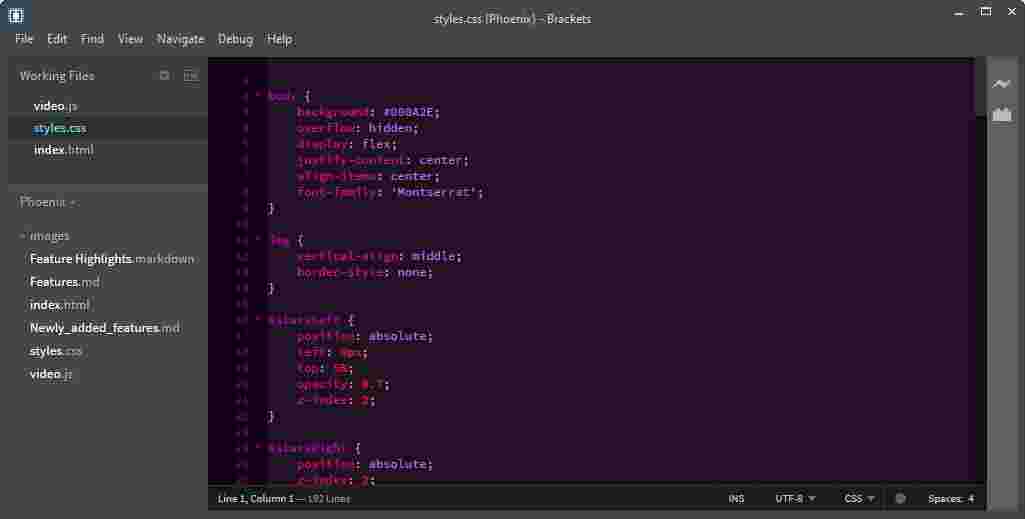 styles.css (Phoenix) - Brackets
File Edit Find View Navigate Debug Help
Working Files
video.js
styles.css
index.html
Phoenix
images
Feature Highlights.markdown
Features.md
index.html
Newly_added_features.md
styles.css
video.js
body {
background: #000A2E;
overflow: hidden;
display: flex;
justify-content: center;
align-items: center;
font-family: 'Montserrat';
}
img {
vertical-align: middle;
border-style: none;
}
{
position: absolute;
left: 0px;
top: 5%;
opacity: 0.7;
z-index: 2;
}
{
position: absolute;
z-index: 2;
Line 1, Column 1 — 192 Lines
INS UTF-8 CSS Spaces: 4